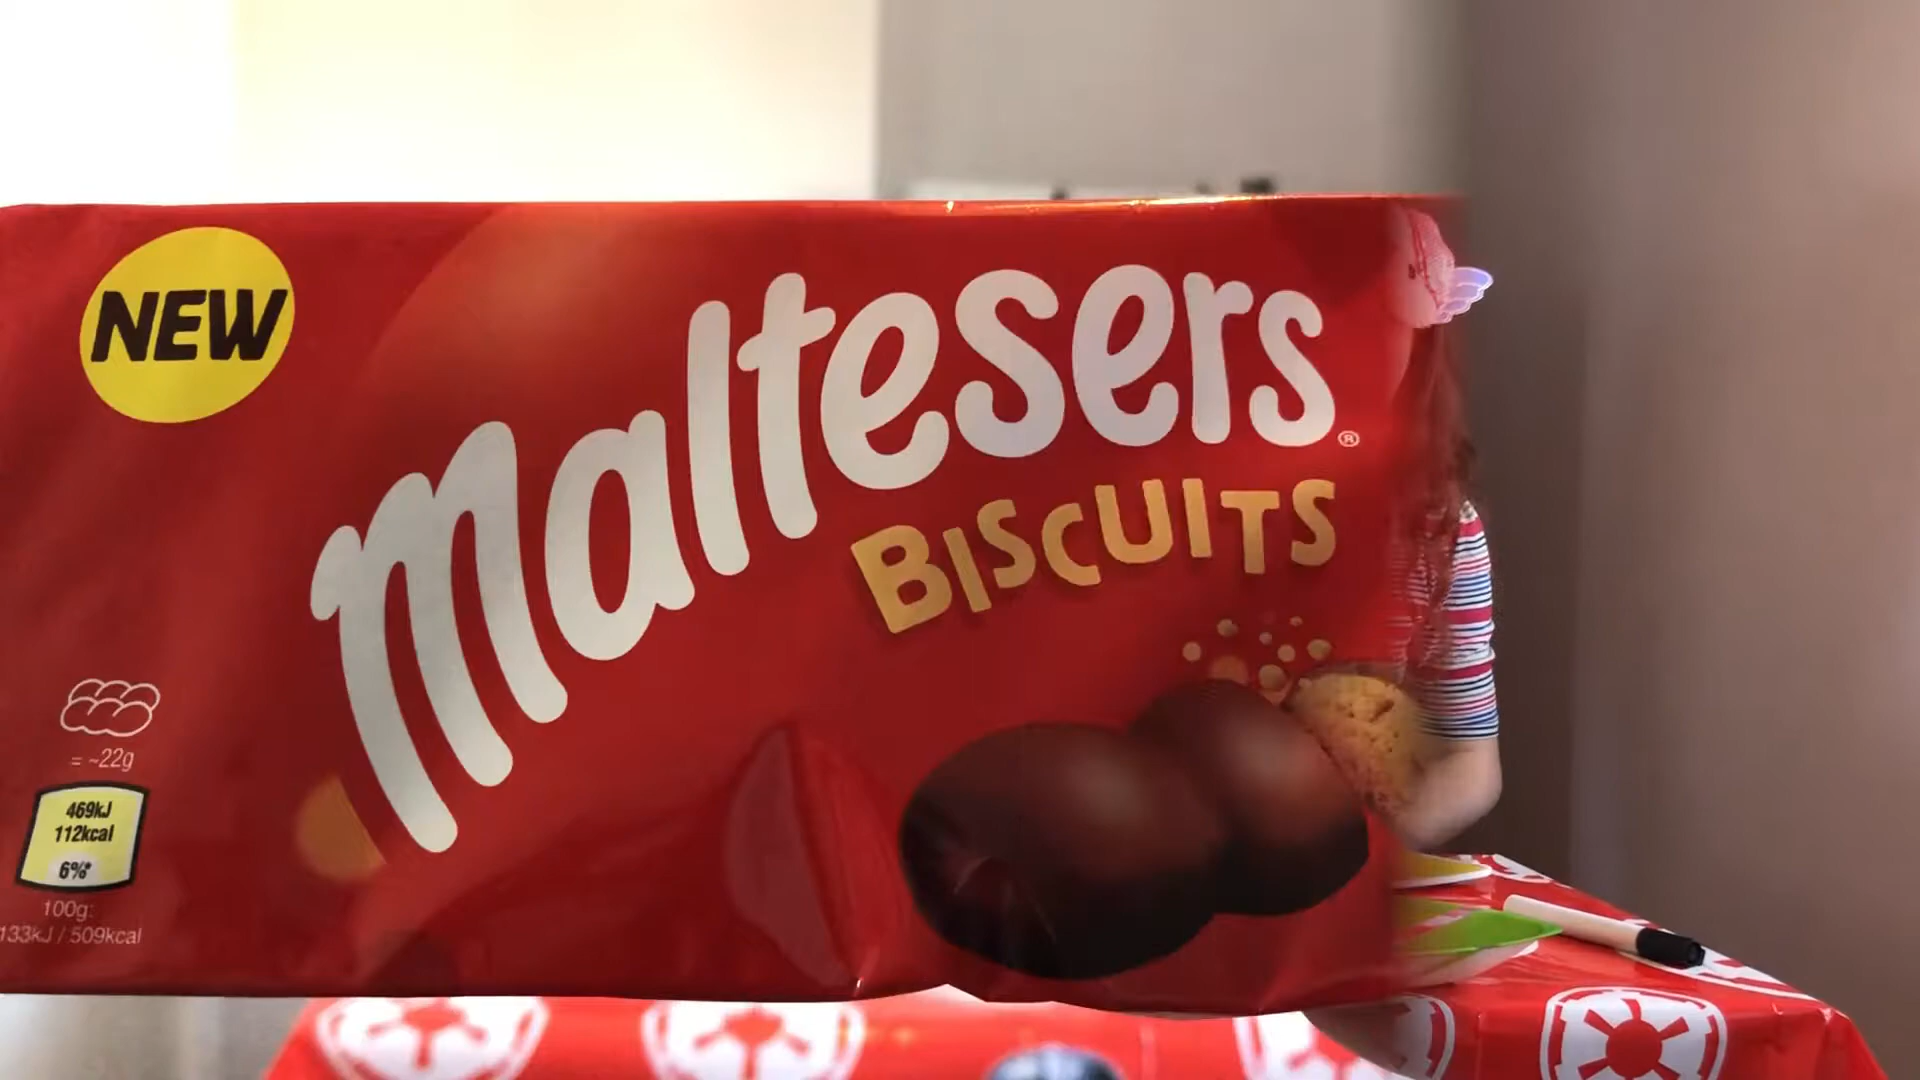 NEW
Maltesers®
BISCUITS
= ~22g
469kJ
112kcal
6%*
100g:
133kJ / 509kcal